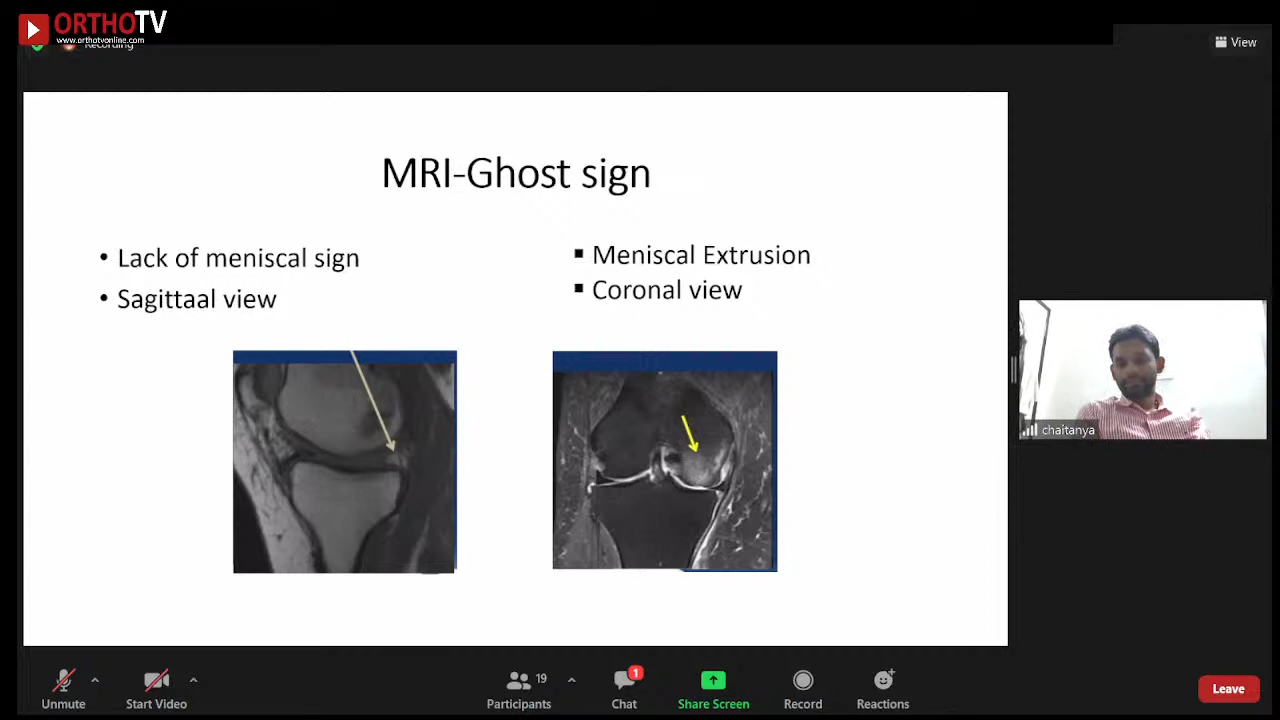 ORTHOTV
www.orthotvonline.com
Recording
View
MRI-Ghost sign
• Lack of meniscal sign
• Sagittaal view
▪ Meniscal Extrusion
▪ Coronal view
chaitanya
Unmute
Start Video
19
Participants
1
Chat
Share Screen
Record
Reactions
Leave